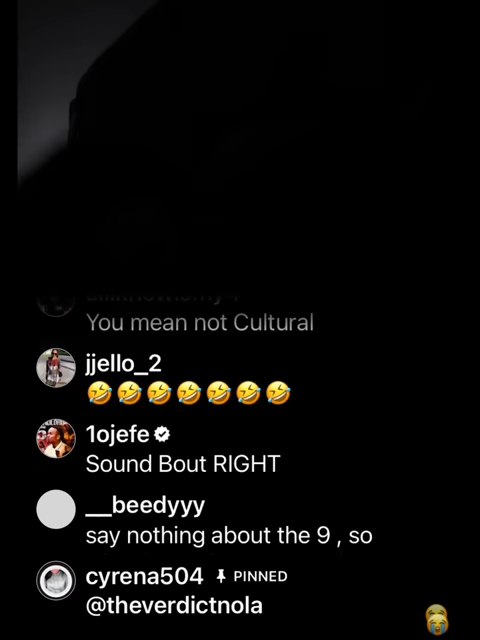 You mean not Cultural
jjello_2
🤣🤣🤣🤣🤣🤣🤣
1ojefe
Sound Bout RIGHT
__beedyyy
say nothing about the 9 , so
cyrena504 PINNED
@theverdictnola